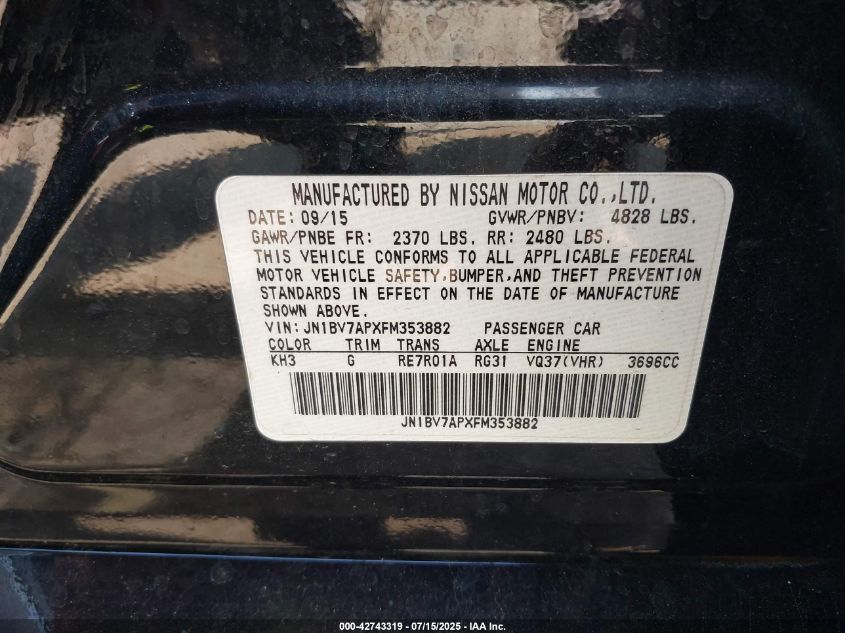 MANUFACTURED BY NISSAN MOTOR CO.,LTD.
DATE: 09/15 GVWR/PNBV: 4828 LBS.
GAWR/PNBE FR: 2370 LBS. RR: 2480 LBS.
THIS VEHICLE CONFORMS TO ALL APPLICABLE FEDERAL
MOTOR VEHICLE SAFETY,BUMPER,AND THEFT PREVENTION
STANDARDS IN EFFECT ON THE DATE OF MANUFACTURE
SHOWN ABOVE.
VIN: JN1BV7APXFM353882 PASSENGER CAR
COLOR TRIM TRANS AXLE ENGINE
KH3 G RE7R01A RG31 VQ37(VHR) 3696CC
JN1BV7APXFM353882
000-42743319 - 07/15/2025 - IAA Inc.